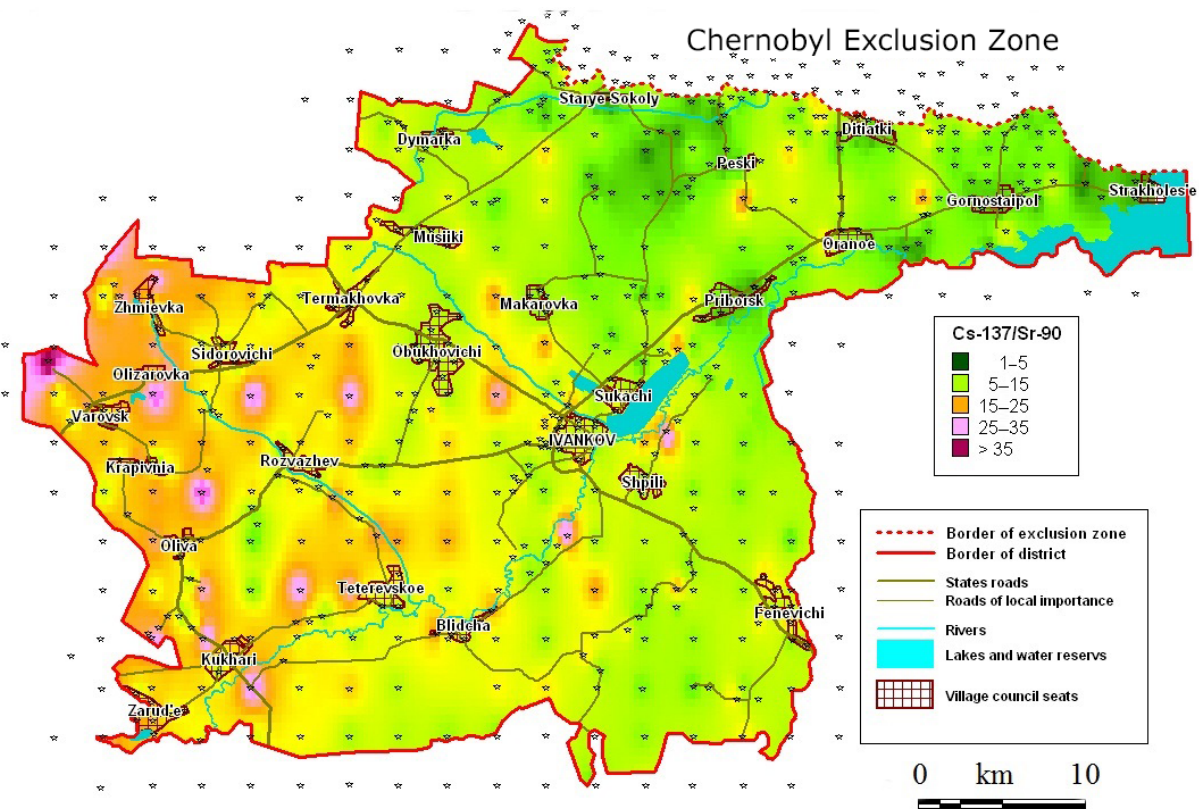 Chernobyl Exclusion Zone
Starye Sokoly
Dymarka
Ditiatki
Peski
Strakholesie
Gornostaipol
Musiiki
Oranoe
Zhmievka
Termakhovka
Makarovka
Priborsk
Sidorovichi
Obukhovichi
Olizarovka
Sukachi
Varovsk
IVANKOV
Krapivnia
Rozvazhev
Shpili
Oliva
Teterevskoe
Fenevichi
Blidcha
Kukhari
Zarud'e
Cs-137/Sr-90
1–5
5–15
15–25
25–35
> 35
Border of exclusion zone
Border of district
States roads
Roads of local importance
Rivers
Lakes and water reservs
Village council seats
0 km 10